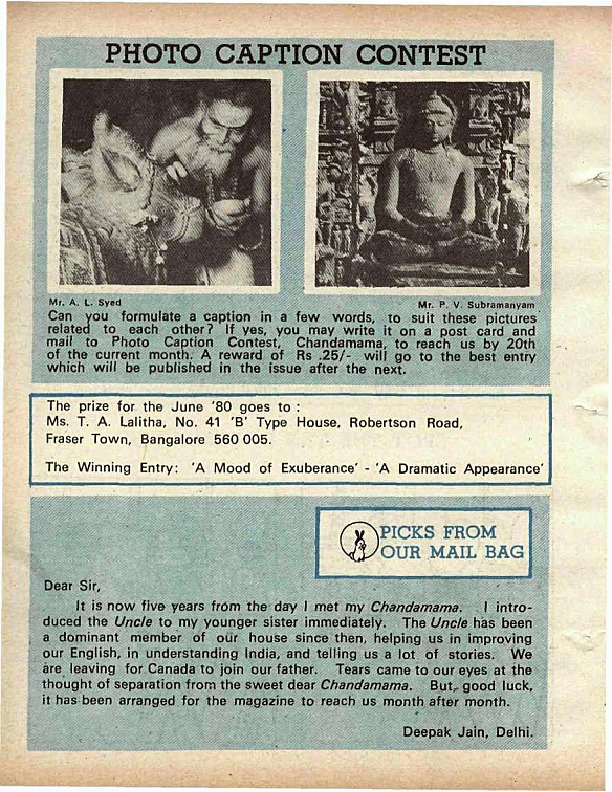 PHOTO CAPTION CONTEST
Mr. A. L. Syed
Mr. P. V. Subramanyam
Can you formulate a caption in a few words, to suit these pictures
related to each other? If yes, you may write it on a post card and
mail to Photo Caption Contest, Chandamama, to reach us by 20th
of the current month. A reward of Rs .25/- will go to the best entry
which will be published in the issue after the next.
The prize for the June '80 goes to :
Ms. T. A. Lalitha, No. 41 'B' Type House, Robertson Road,
Fraser Town, Bangalore 560 005.
The Winning Entry: 'A Mood of Exuberance' - 'A Dramatic Appearance'
PICKS FROM
OUR MAIL BAG
Dear Sir,
It is now five years from the day I met my Chandamama. I intro-
duced the Uncle to my younger sister immediately. The Uncle has been
a dominant member of our house since then, helping us in improving
our English, in understanding India, and telling us a lot of stories. We
are leaving for Canada to join our father. Tears came to our eyes at the
thought of separation from the sweet dear Chandamama. But, good luck,
it has been arranged for the magazine to reach us month after month.
Deepak Jain, Delhi.